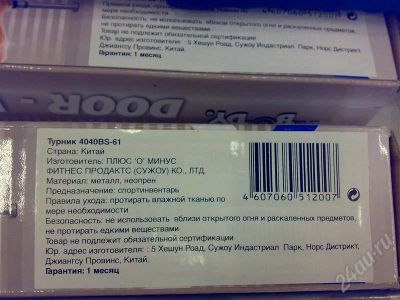 Правила ухода: про
мере необходимости
Безопасность: не использовать вблизи открытого огня и раскаленных
не протирать едкими веществами
Товар не подлежит обязательной сертификации
Юр. адрес изготовителя: : 5 Хешун Роад, Сужоу Индастриал Парк, Норс Дистрикт,
Джиангсу Провинс, Китай.
Гарантия: 1 месяц
4607060512007
DOOR-
BODY
Турник 4040BS-61
Страна: Китай
Изготовитель: ПЛЮС 'О' МИНУС
ФИТНЕС ПРОДАКТС (СУЖОУ) КО., ЛТД.
Материал: металл, неопрен
Предназначение: спортинвентарь
Правила ухода: протирать влажной тканью по
мере необходимости
4 607060 512007
Безопасность: не использовать вблизи открытого огня и раскаленных предметов,
не протирать едкими веществами
Товар не подлежит обязательной сертификации
Юр. адрес изготовителя: : 5 Хешун Роад, Сужоу Индастриал Парк, Норс Дистрикт,
Джиангсу Провинс, Китай.
Гарантия: 1 месяц
24au.ru